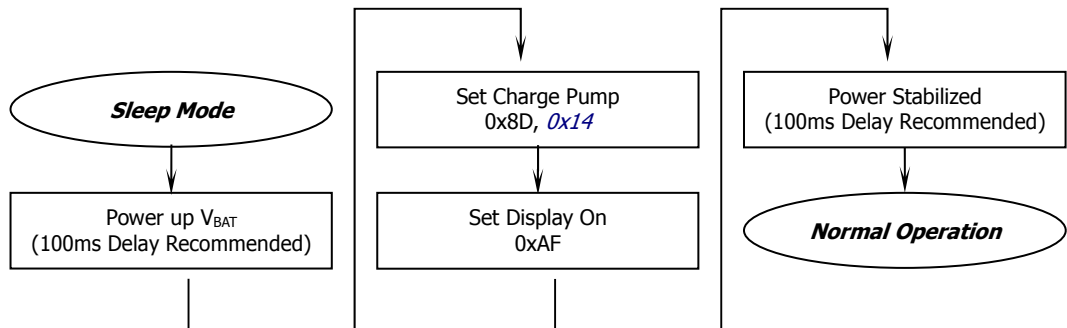 Sleep Mode
Power up VBAT
(100ms Delay Recommended)
Set Charge Pump
0x8D, 0x14
Set Display On
0xAF
Power Stabilized
(100ms Delay Recommended)
Normal Operation